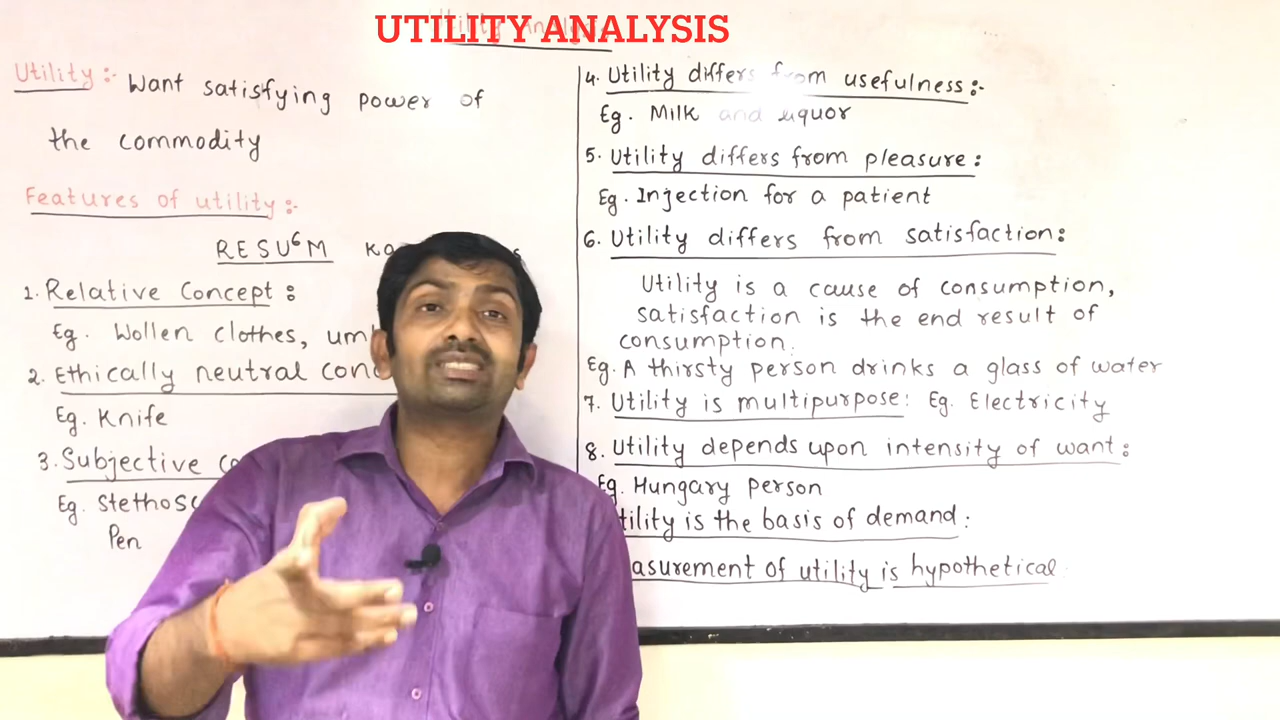 UTILITY ANALYSIS
Utility :- Want satisfying power of
the commodity
Features of utility :-
RESU⁶M
1. Relative Concept :
Eg. Wollen clothes,
2. Ethically neutral
Eg. Knife
3. Subjective
Eg.
Pen
4. Utility differs from usefulness :-
Eg. Milk and liquor
5. Utility differs from pleasure :
Eg. Injection for a patient
6. Utility differs from satisfaction :
Utility is a cause of consumption,
satisfaction is the end result of
consumption.
Eg. A thirsty person drinks a glass of water
7. Utility is multipurpose : Eg. Electricity
8. Utility depends upon intensity of want :
Eg. Hungary person
tility is the basis of demand :
asurement of utility is hypothetical